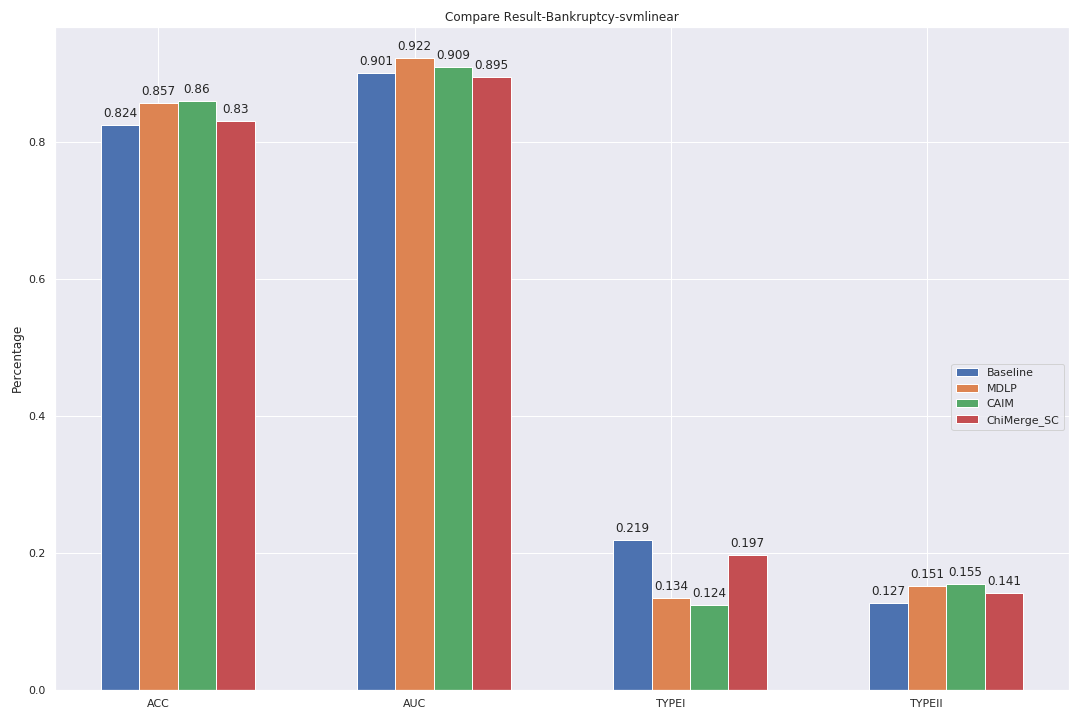 Compare Result-Bankruptcy-svmlinear
Percentage
0.8
0.6
0.4
0.2
0.0
0.824
0.857
0.86
0.83
0.901
0.922
0.909
0.895
0.219
0.134
0.124
0.197
0.127
0.151
0.155
0.141
Baseline
MDLP
CAIM
ChiMerge_SC
ACC
AUC
TYPEI
TYPEII